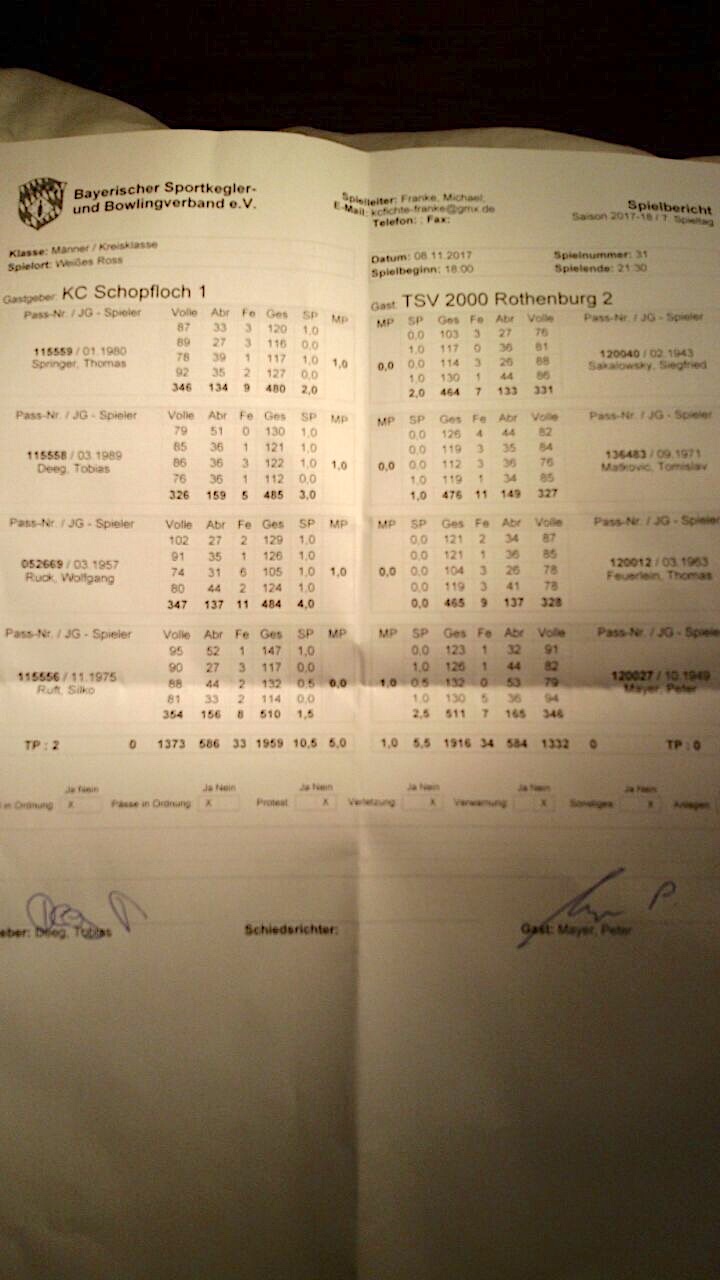 Bayerischer Sportkegler-
und Bowlingverband e.V.
Spielleiter: Franke, Michael,
E-Mail: kcfichte-franke@gmx.de
Telefon: ; Fax:
Spielbericht
Saison 2017-18 / 7. Spieltag
Klasse: Männer / Kreisklasse
Spielort: Weißes Ross
Datum: 08.11.2017 Spielnummer: 31
Spielbeginn: 18:00 Spielende: 21:30
Gastgeber: KC Schopfloch 1 Gast: TSV 2000 Rothenburg 2
Pass-Nr. / JG - Spieler Volle Abr Fe Ges SP MP MP SP Ges Fe Abr Volle Pass-Nr. / JG - Spieler
87 33 3 120 1,0 0,0 103 3 27 76
89 27 3 116 0,0 1,0 117 0 36 81
115559 / 01.1980 78 39 1 117 1,0 1,0 0,0 0,0 114 3 26 88 120040 / 02.1943
Springer, Thomas 92 35 2 127 0,0 1,0 130 1 44 86 Sakalowsky, Siegfried
346 134 9 480 2,0 2,0 464 7 133 331
Pass-Nr. / JG - Spieler Volle Abr Fe Ges SP MP MP SP Ges Fe Abr Volle Pass-Nr. / JG - Spieler
79 51 0 130 1,0 0,0 126 4 44 82
85 36 1 121 1,0 0,0 119 3 35 84
115558 / 03.1989 86 36 3 122 1,0 1,0 0,0 0,0 112 3 36 76 136483 / 09.1971
Deeg, Tobias 76 36 1 112 0,0 1,0 119 1 34 85 Matkovic, Tomislav
326 159 5 485 3,0 1,0 476 11 149 327
Pass-Nr. / JG - Spieler Volle Abr Fe Ges SP MP MP SP Ges Fe Abr Volle Pass-Nr. / JG - Spieler
102 27 2 129 1,0 0,0 121 2 34 87
91 35 1 126 1,0 0,0 121 1 36 85
052669 / 03.1957 74 31 6 105 1,0 1,0 0,0 0,0 104 3 26 78 120012 / 03.1963
Ruck, Wolfgang 80 44 2 124 1,0 0,0 119 3 41 78 Feuerlein, Thomas
347 137 11 484 4,0 0,0 465 9 137 328
Pass-Nr. / JG - Spieler Volle Abr Fe Ges SP MP MP SP Ges Fe Abr Volle Pass-Nr. / JG - Spiele
95 52 1 147 1,0 0,0 123 1 32 91
90 27 3 117 0,0 1,0 126 1 44 82
115556 / 11.1975 88 44 2 132 0,5 0,0 1,0 0,5 132 0 53 79 120027 / 10.1949
Ruft, Silko 81 33 2 114 0,0 1,0 130 5 36 94 Mayer, Peter
354 156 8 510 1,5 2,5 511 7 165 346
TP : 2 0 1373 586 33 1959 10,5 5,0 1,0 5,5 1916 34 584 1332 0 TP : 0
Ja Nein Ja Nein Ja Nein Ja Nein Ja Nein Ja Nein
in Ordnung X Pässe in Ordnung X Protest X Verletzung X Verwarnung X Sonstiges X Anlagen
eber: Deeg, Tobias Schiedsrichter: Gast: Mayer, Peter